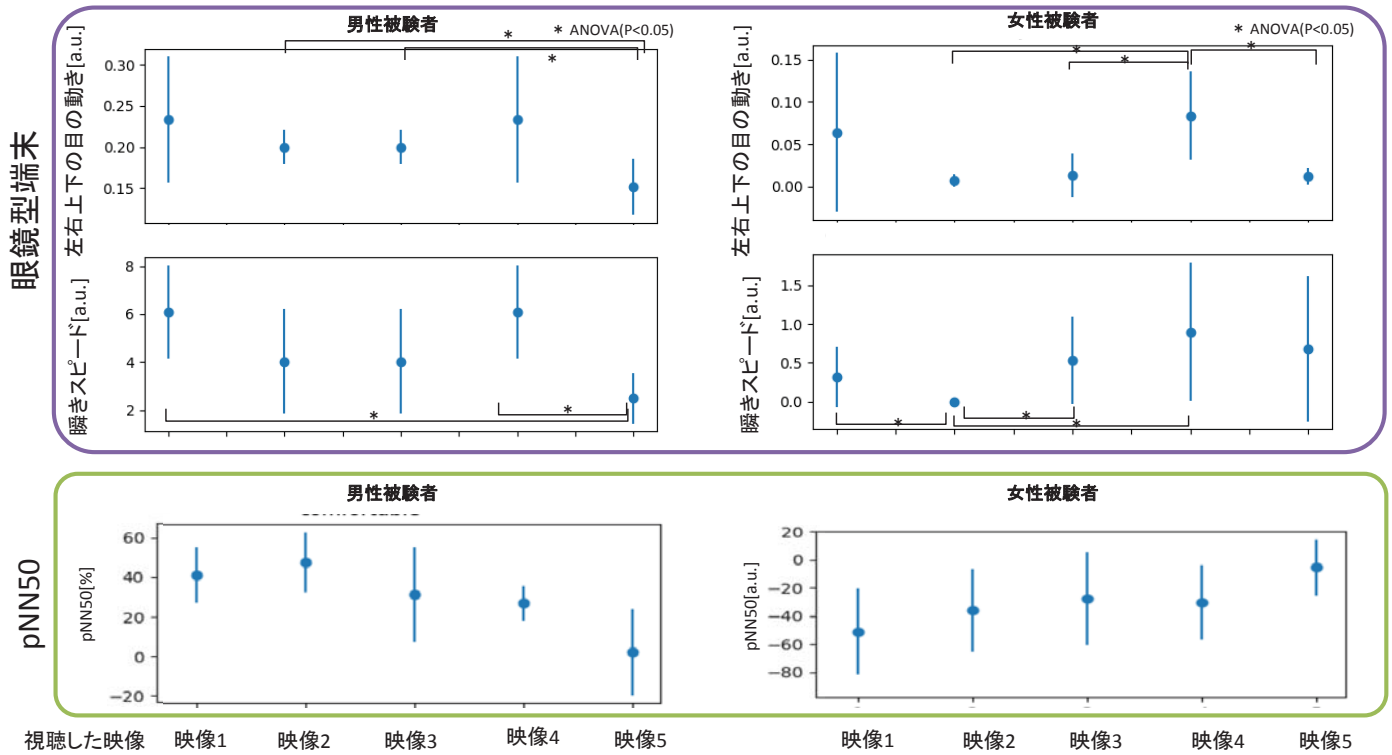 男性被験者
* ANOVA(P<0.05)
女性被験者
* ANOVA(P<0.05)
眼鏡型端末
左右上下の目の動き[a.u.]
0.30
0.25
0.20
0.15
*
*
左右上下の目の動き[a.u.]
0.15
0.10
0.05
0.00
*
*
*
瞬きスピード[a.u.]
8
6
4
2
*
*
瞬きスピード[a.u.]
1.5
1.0
0.5
0.0
*
*
*
男性被験者
女性被験者
pNN50
pNN50[%]
60
40
20
0
−20
pNN50[a.u.]
20
0
−20
−40
−60
−80
視聴した映像
映像1
映像2
映像3
映像4
映像5
映像1
映像2
映像3
映像4
映像5